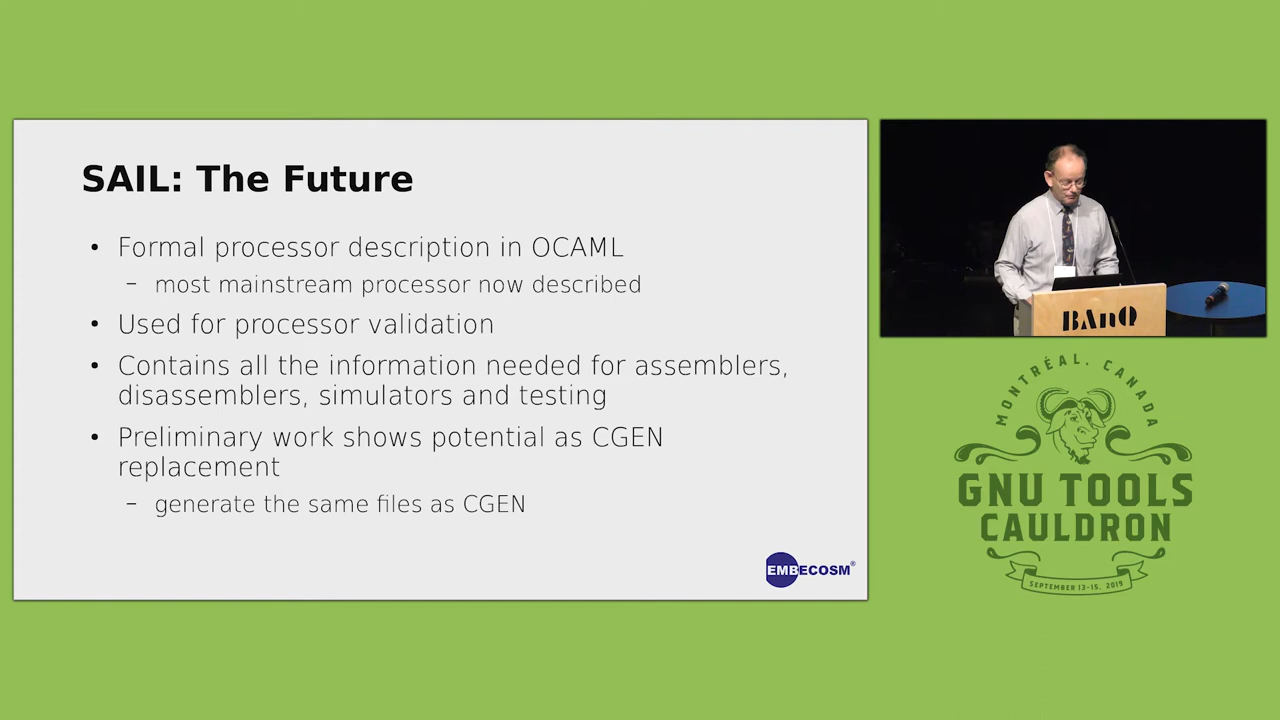 SAIL: The Future
• Formal processor description in OCAML
– most mainstream processor now described
• Used for processor validation
• Contains all the information needed for assemblers,
disassemblers, simulators and testing
• Preliminary work shows potential as CGEN
replacement
– generate the same files as CGEN
EMBECOSM®
BAnQ
MONTRÉAL, CANADA
GNU TOOLS
CAULDRON
SEPTEMBER 13-15, 2019